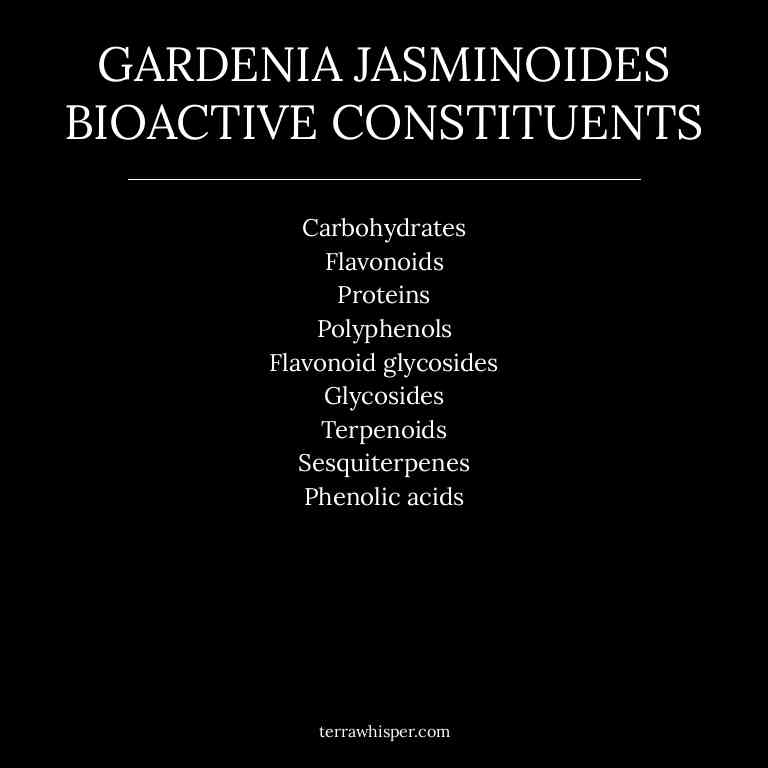 GARDENIA JASMINOIDES
BIOACTIVE CONSTITUENTS
Carbohydrates
Flavonoids
Proteins
Polyphenols
Flavonoid glycosides
Glycosides
Terpenoids
Sesquiterpenes
Phenolic acids
terrawhisper.com